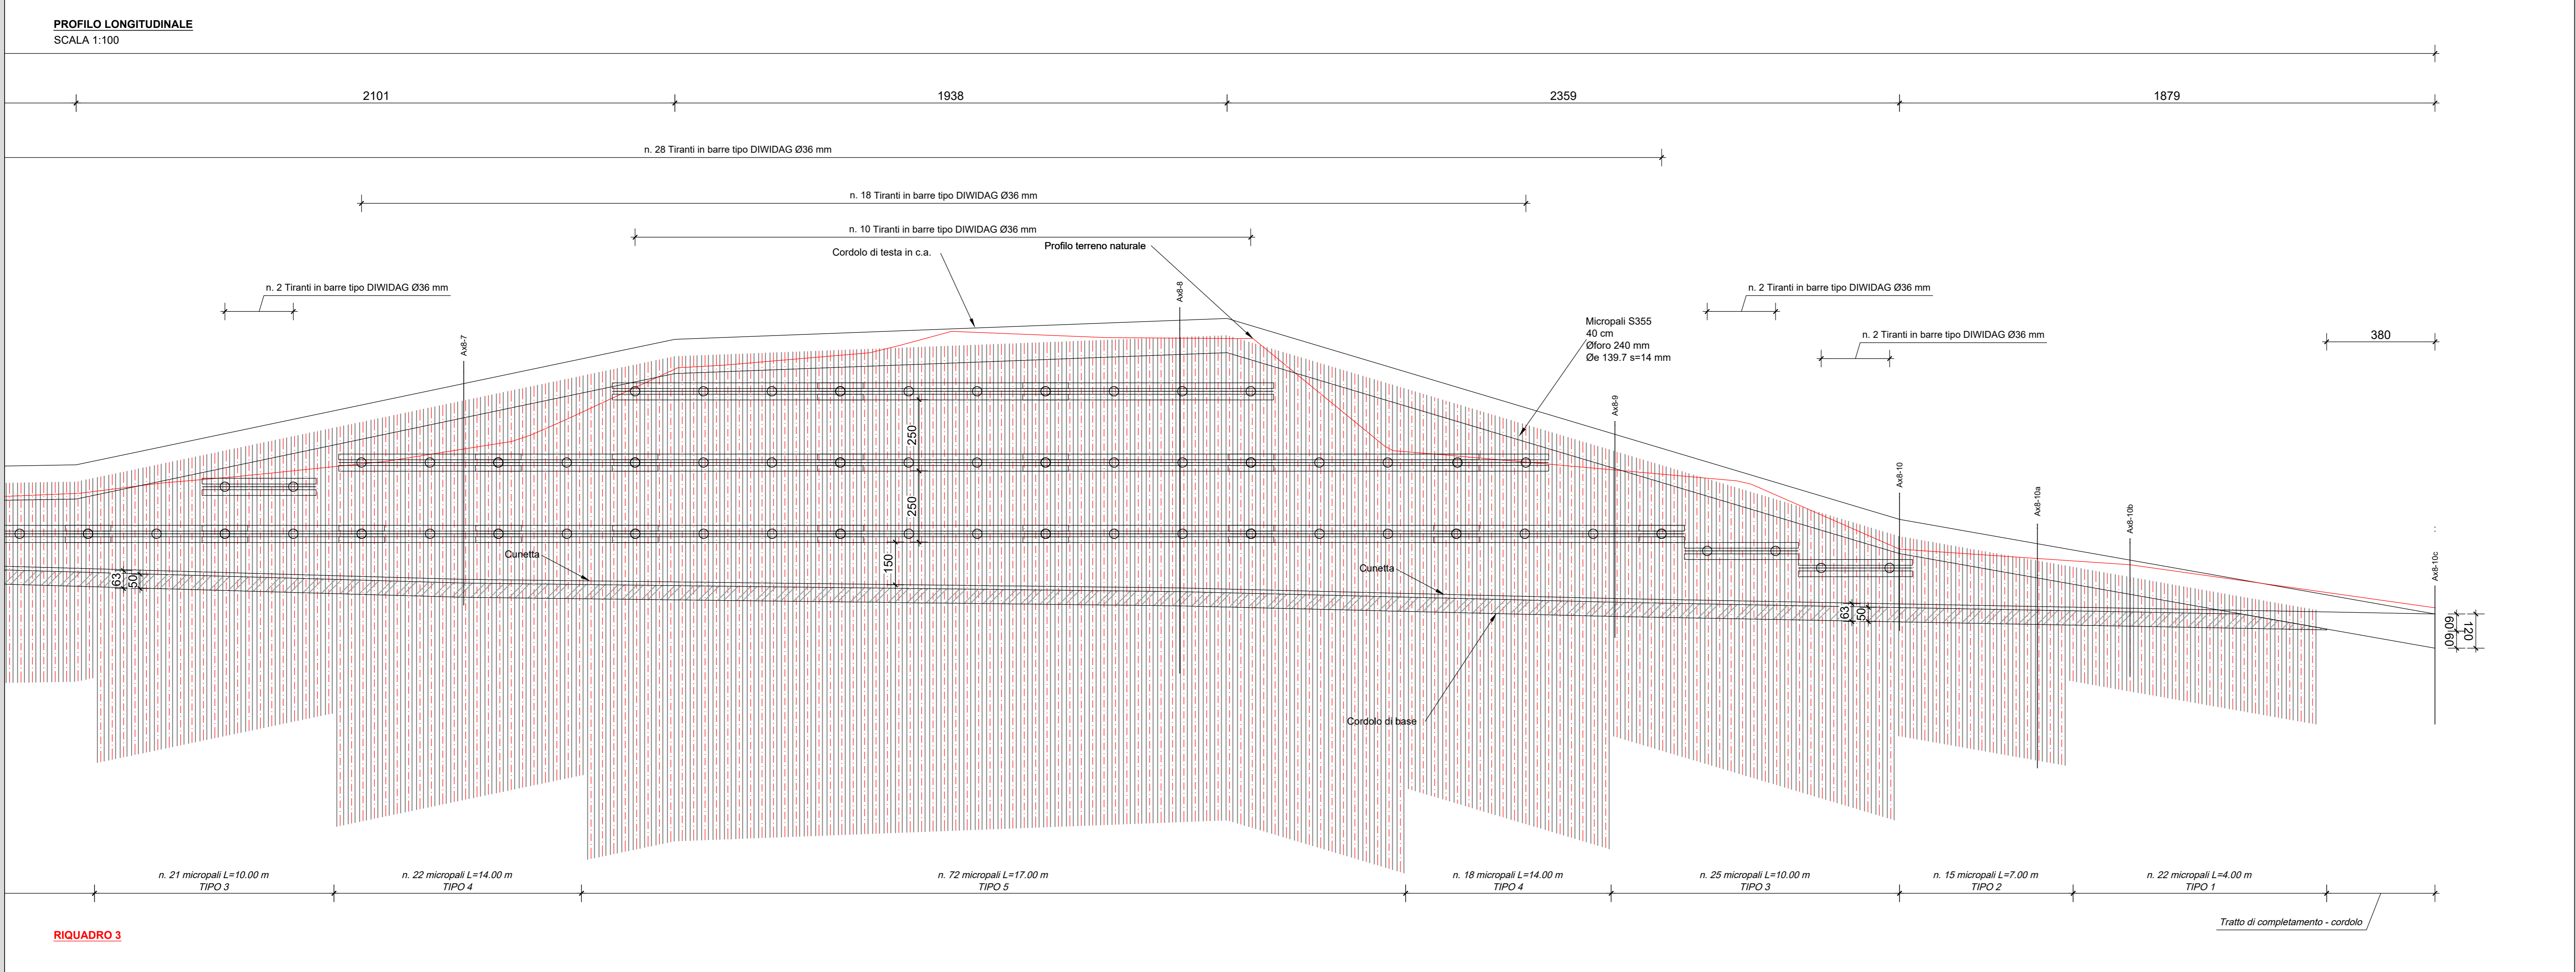 PROFILO LONGITUDINALE
SCALA 1:100
2101
1938
2359
1879
n. 28 Tiranti in barre tipo DIWIDAG Ø36 mm
n. 18 Tiranti in barre tipo DIWIDAG Ø36 mm
n. 10 Tiranti in barre tipo DIWIDAG Ø36 mm
Cordolo di testa in c.a.
Profilo terreno naturale
n. 2 Tiranti in barre tipo DIWIDAG Ø36 mm
n. 2 Tiranti in barre tipo DIWIDAG Ø36 mm
n. 2 Tiranti in barre tipo DIWIDAG Ø36 mm
380
Micropali S355
40 cm
Øforo 240 mm
Øe 139.7 s=14 mm
Ax8-7
Ax8-8
Ax8-9
Ax8-10
Ax8-10a
Ax8-10b
Ax8-10c
250
250
150
Cunetta
Cunetta
63
50
63
50
60
60
120
Cordolo di base
n. 21 micropali L=10.00 m
TIPO 3
n. 22 micropali L=14.00 m
TIPO 4
n. 72 micropali L=17.00 m
TIPO 5
n. 18 micropali L=14.00 m
TIPO 4
n. 25 micropali L=10.00 m
TIPO 3
n. 15 micropali L=7.00 m
TIPO 2
n. 22 micropali L=4.00 m
TIPO 1
Tratto di completamento - cordolo
RIQUADRO 3